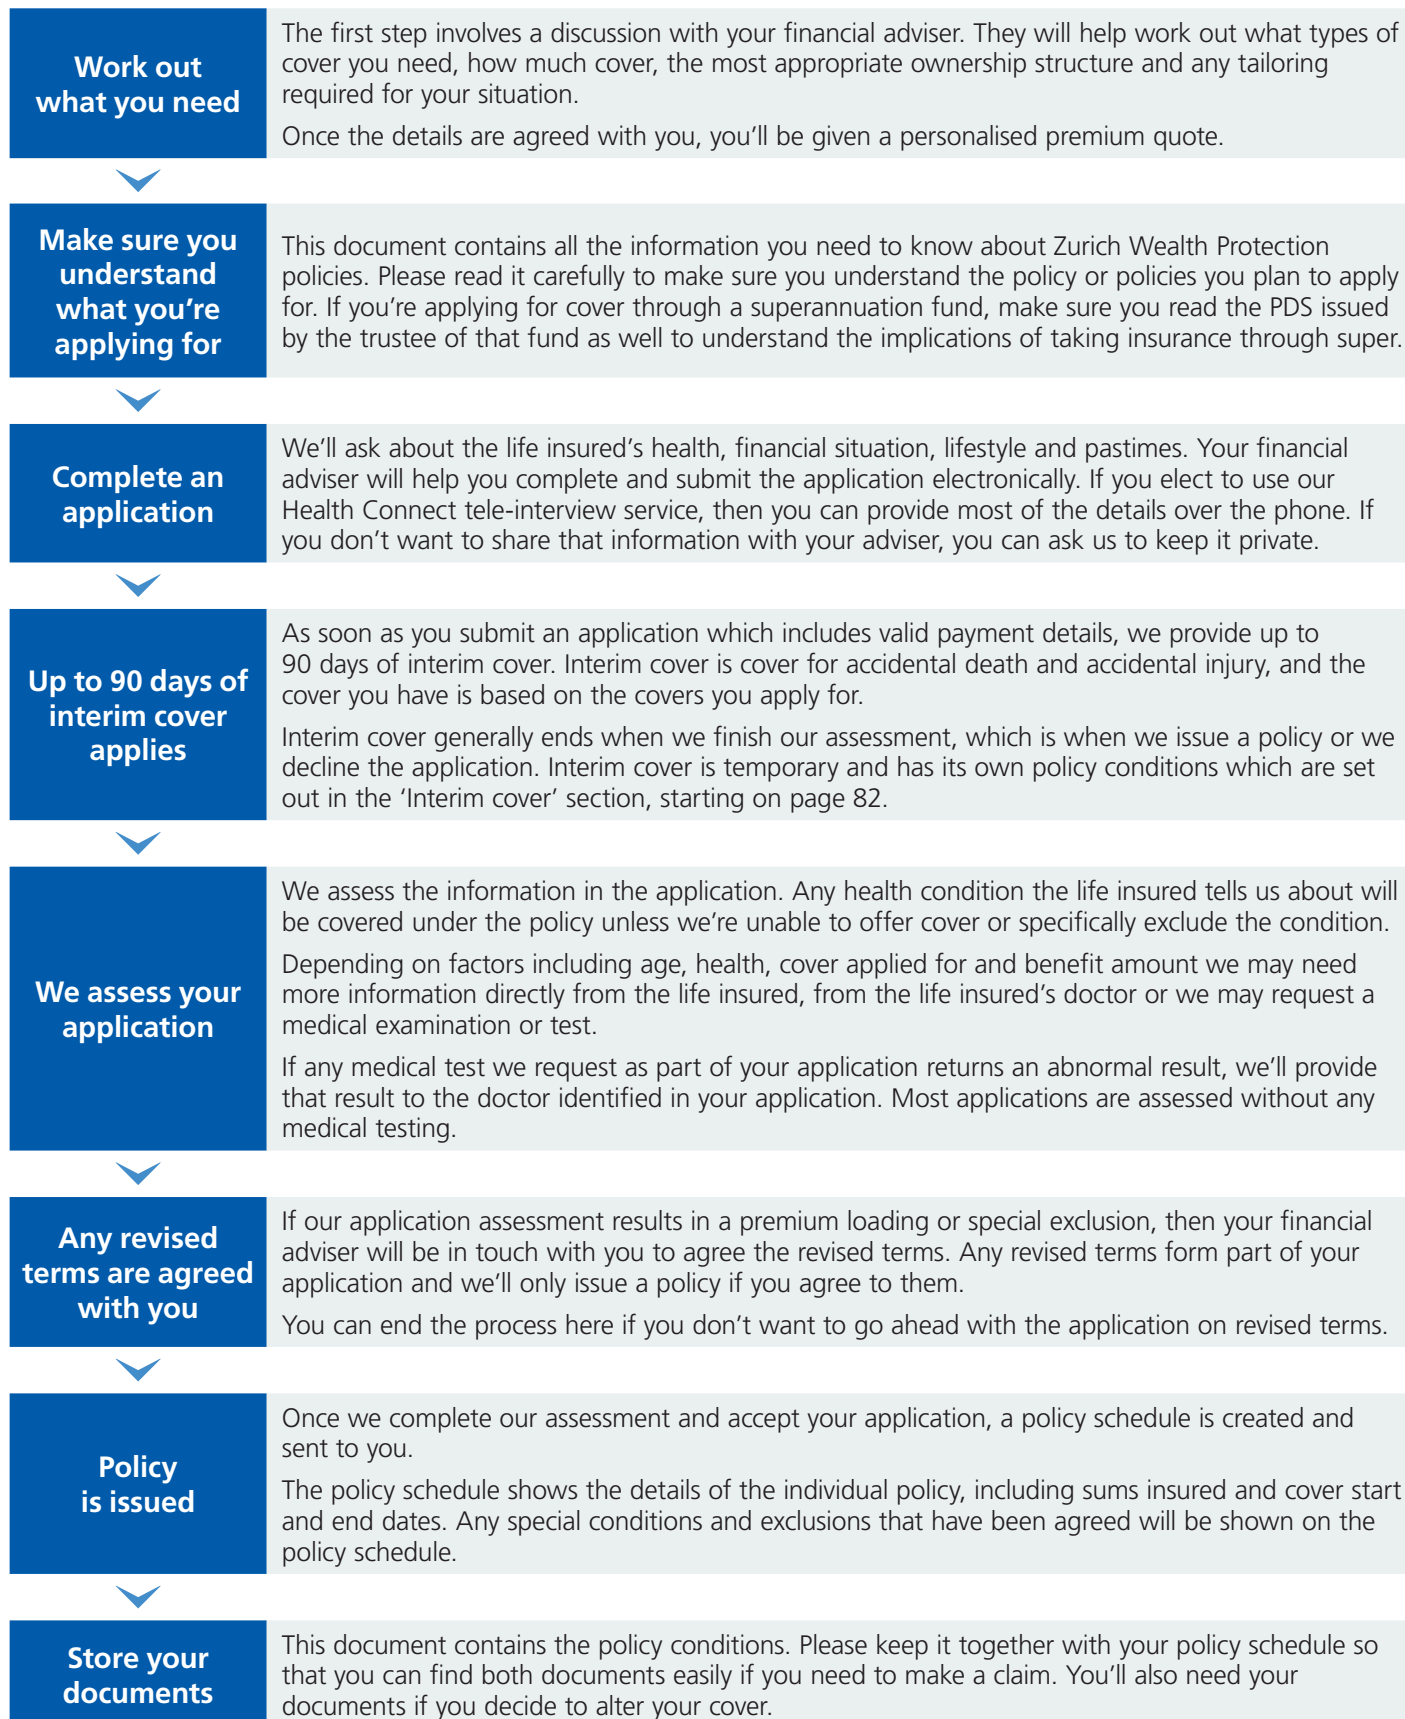 Work out
what you need
The first step involves a discussion with your financial adviser. They will help work out what types of
cover you need, how much cover, the most appropriate ownership structure and any tailoring
required for your situation.
Once the details are agreed with you, you’ll be given a personalised premium quote.
Make sure you
understand
what you’re
applying for
This document contains all the information you need to know about Zurich Wealth Protection
policies. Please read it carefully to make sure you understand the policy or policies you plan to apply
for. If you’re applying for cover through a superannuation fund, make sure you read the PDS issued
by the trustee of that fund as well to understand the implications of taking insurance through super.
Complete an
application
We’ll ask about the life insured’s health, financial situation, lifestyle and pastimes. Your financial
adviser will help you complete and submit the application electronically. If you elect to use our
Health Connect tele-interview service, then you can provide most of the details over the phone. If
you don’t want to share that information with your adviser, you can ask us to keep it private.
Up to 90 days of
interim cover
applies
As soon as you submit an application which includes valid payment details, we provide up to
90 days of interim cover. Interim cover is cover for accidental death and accidental injury, and the
cover you have is based on the covers you apply for.
Interim cover generally ends when we finish our assessment, which is when we issue a policy or we
decline the application. Interim cover is temporary and has its own policy conditions which are set
out in the ‘Interim cover’ section, starting on page 82.
We assess your
application
We assess the information in the application. Any health condition the life insured tells us about will
be covered under the policy unless we’re unable to offer cover or specifically exclude the condition.
Depending on factors including age, health, cover applied for and benefit amount we may need
more information directly from the life insured, from the life insured’s doctor or we may request a
medical examination or test.
If any medical test we request as part of your application returns an abnormal result, we’ll provide
that result to the doctor identified in your application. Most applications are assessed without any
medical testing.
Any revised
terms are agreed
with you
If our application assessment results in a premium loading or special exclusion, then your financial
adviser will be in touch with you to agree the revised terms. Any revised terms form part of your
application and we’ll only issue a policy if you agree to them.
You can end the process here if you don’t want to go ahead with the application on revised terms.
Policy
is issued
Once we complete our assessment and accept your application, a policy schedule is created and
sent to you.
The policy schedule shows the details of the individual policy, including sums insured and cover start
and end dates. Any special conditions and exclusions that have been agreed will be shown on the
policy schedule.
Store your
documents
This document contains the policy conditions. Please keep it together with your policy schedule so
that you can find both documents easily if you need to make a claim. You’ll also need your
documents if you decide to alter your cover.